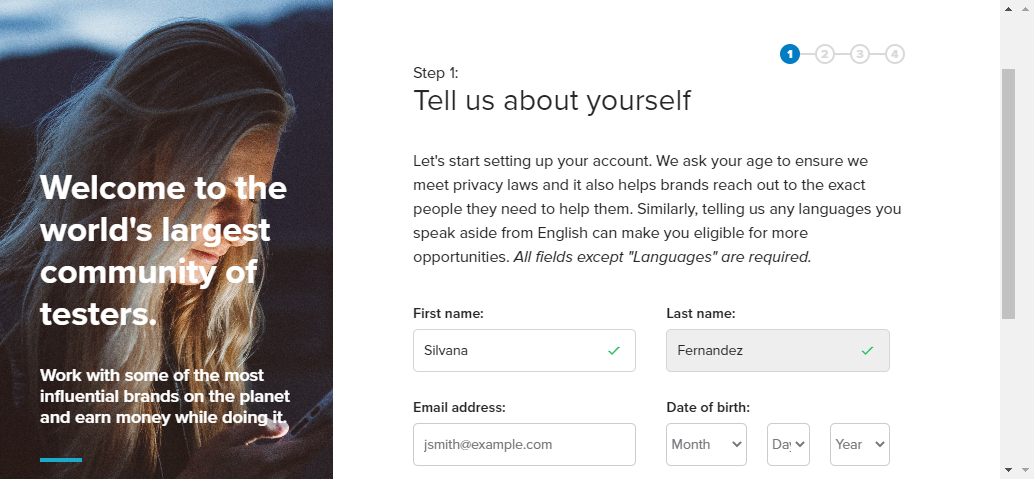 Welcome to the
world's largest
community of
testers.
Work with some of the most
influential brands on the planet
and earn money while doing it.
1 2 3 4
Step 1:
Tell us about yourself
Let's start setting up your account. We ask your age to ensure we
meet privacy laws and it also helps brands reach out to the exact
people they need to help them. Similarly, telling us any languages you
speak aside from English can make you eligible for more
opportunities. All fields except "Languages" are required.
First name: Last name:
Silvana Fernandez
Email address: Date of birth:
jsmith@example.com Month Day Year